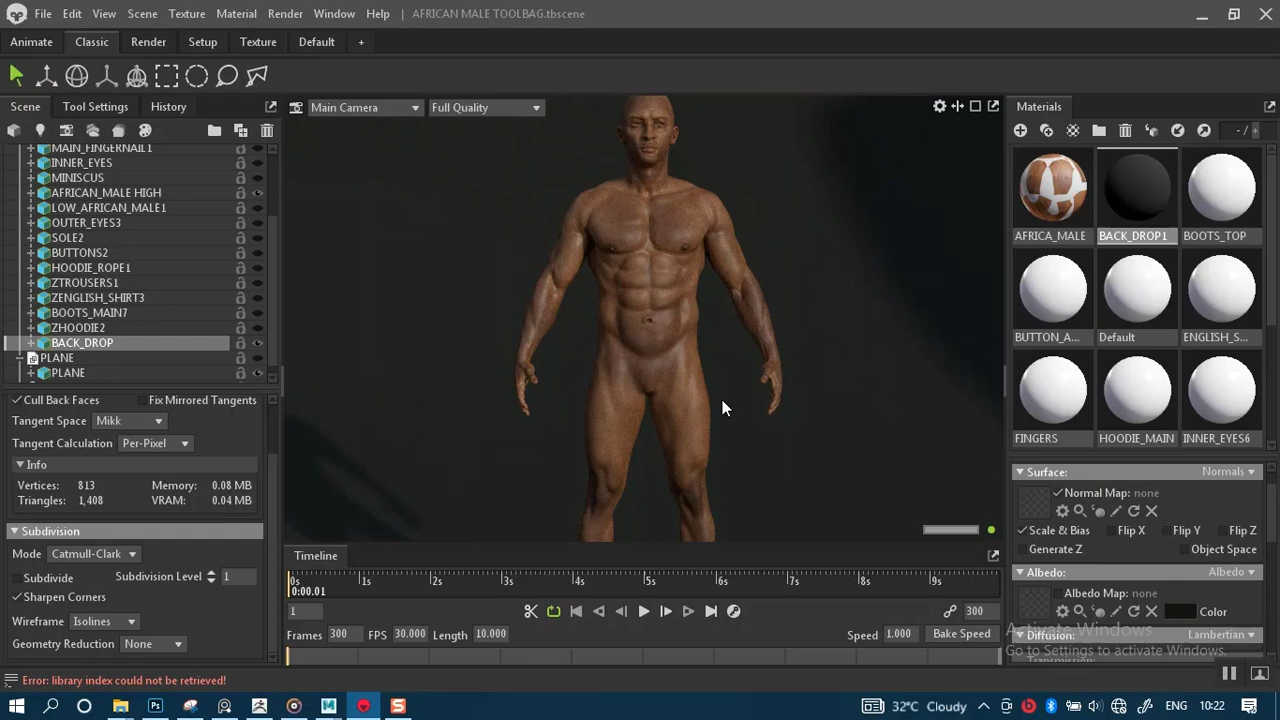 File Edit View Scene Texture Material Render Window Help AFRICAN MALE TOOLBAG.tbscene
Animate Classic Render Setup Texture Default +
Scene Tool Settings History
Main Camera Full Quality
Materials
- / +
MAIN_FINGERNAIL1
INNER_EYES
MINISCUS
AFRICAN_MALE HIGH
LOW_AFRICAN_MALE1
OUTER_EYES3
SOLE2
BUTTONS2
HOODIE_ROPE1
ZTROUSERS1
ZENGLISH_SHIRT3
BOOTS_MAIN7
ZHOODIE2
BACK_DROP
PLANE
PLANE
Cull Back Faces Fix Mirrored Tangents
Tangent Space Mikk
Tangent Calculation Per-Pixel
Info
Vertices: 813 Memory: 0.08 MB
Triangles: 1,408 VRAM: 0.04 MB
Subdivision
Mode Catmull-Clark
Subdivide Subdivision Level 1
Sharpen Corners
Wireframe Isolines
Geometry Reduction None
AFRICA_MALE BACK_DROP1 BOOTS_TOP
BUTTON_A... Default ENGLISH_S...
FINGERS HOODIE_MAIN INNER_EYES6
Surface: Normals
Normal Map: none
Scale & Bias Flip X Flip Y Flip Z
Generate Z Object Space
Albedo: Albedo
Albedo Map: none
Color
Diffusion: Lambertian
Activate Windows
Go to Settings to activate Windows.
Timeline
0s 1s 2s 3s 4s 5s 6s 7s 8s 9s
0:00.01
1 300
Frames 300 FPS 30.000 Length 10.000 Speed 1.000 Bake Speed
Error: library index could not be retrieved!
32°C Cloudy ENG 10:22